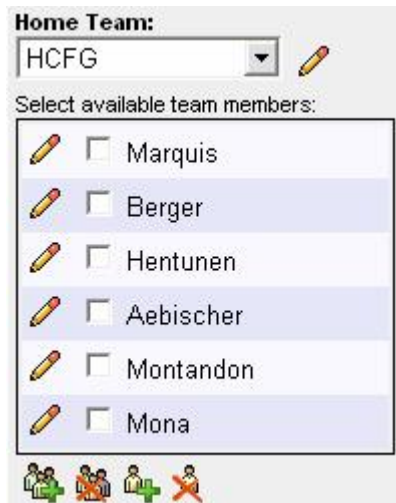 Home Team:
HCFG
Select available team members:
Marquis
Berger
Hentunen
Aebischer
Montandon
Mona